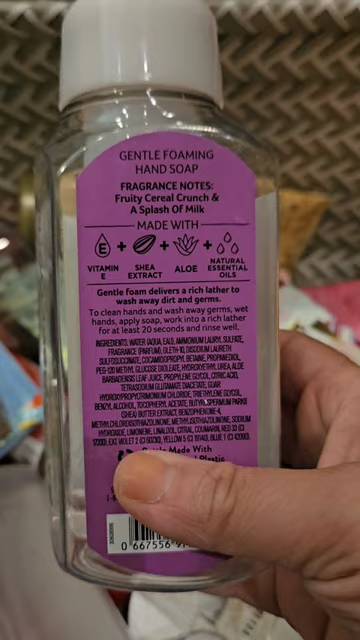 GENTLE FOAMING
HAND SOAP
FRAGRANCE NOTES:
Fruity Cereal Crunch &
A Splash Of Milk
MADE WITH
E + + +
VITAMIN E
SHEA EXTRACT
ALOE
NATURAL ESSENTIAL OILS
Gentle foam delivers a rich lather to
wash away dirt and germs.
To clean hands and wash away germs, wet
hands, apply soap, work into a rich lather
for at least 20 seconds and rinse well.
INGREDIENTS: WATER (AQUA, EAU), AMMONIUM LAURYL SULFATE,
FRAGRANCE (PARFUM), OLETH-10, DISODIUM LAURETH
SULFOSUCCINATE, COCAMIDOPROPYL BETAINE, PROPANEDIOL,
PEG-120 METHYL GLUCOSE DIOLEATE, HYDROXYETHYL UREA, ALOE
BARBADENSIS LEAF JUICE, PROPYLENE GLYCOL, CITRIC ACID,
TETRASODIUM GLUTAMATE DIACETATE, GUAR
HYDROXYPROPYLTRIMONIUM CHLORIDE, TRIETHYLENE GLYCOL,
BENZYL ALCOHOL, TOCOPHERYL ACETATE, BUTYROSPERMUM PARKII
(SHEA) BUTTER EXTRACT, BENZOPHENONE-4,
METHYLCHLOROISOTHIAZOLINONE, METHYLISOTHIAZOLINONE, SODIUM
HYDROXIDE, LIMONENE, LINALOOL, CITRAL, COUMARIN, RED 33 (CI
17200), EXT. VIOLET 2 (CI 60730), YELLOW 5 (CI 19140), BLUE 1 (CI 42090).
Made With
Plastic
0 667556